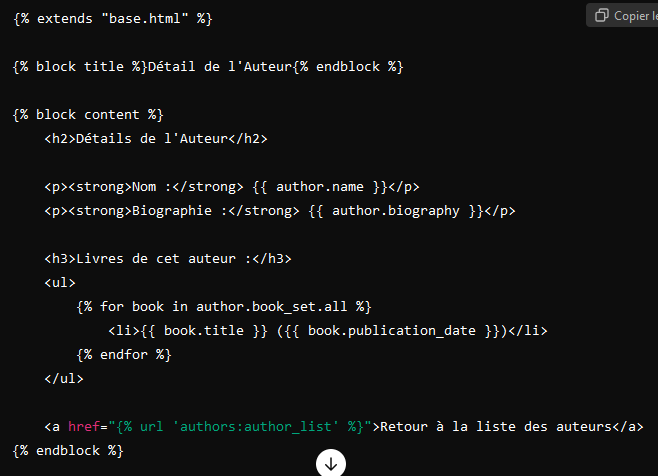 {% extends "base.html" %}
Copier le
{% block title %}Détail de l'Auteur{% endblock %}
{% block content %}
<h2>Détails de l'Auteur</h2>
<p><strong>Nom :</strong> {{ author.name }}</p>
<p><strong>Biographie :</strong> {{ author.biography }}</p>
<h3>Livres de cet auteur :</h3>
<ul>
{% for book in author.book_set.all %}
<li>{{ book.title }} ({{ book.publication_date }})</li>
{% endfor %}
</ul>
<a href="{% url 'authors:author_list' %}">Retour à la liste des auteurs</a>
{% endblock %}